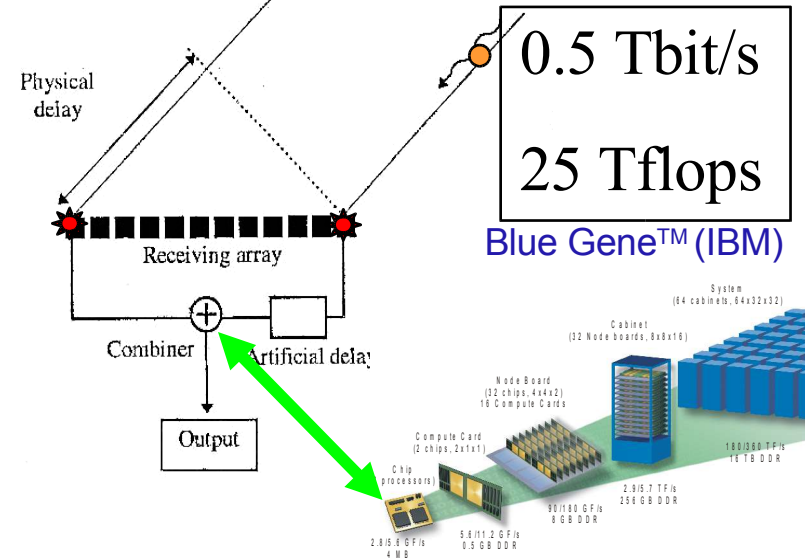 Physical
delay
0.5 Tbit/s
25 Tflops
Blue Gene™ (IBM)
Receiving array
Combiner
Artificial delay
Output
System
(64 cabinets, 64x32x32)
Cabinet
(32 Node boards, 8x8x16)
Node Board
(32 chips, 4x4x2)
16 Compute Cards
Compute Card
(2 chips, 2x1x1)
Chip
processors)
180/360 TF/s
16 TB DDR
2.9/5.7 TF/s
256 GB DDR
90/180 GF/s
8 GB DDR
5.6/11.2 GF/s
0.5 GB DDR
2.8/5.6 GF/s
4 MB